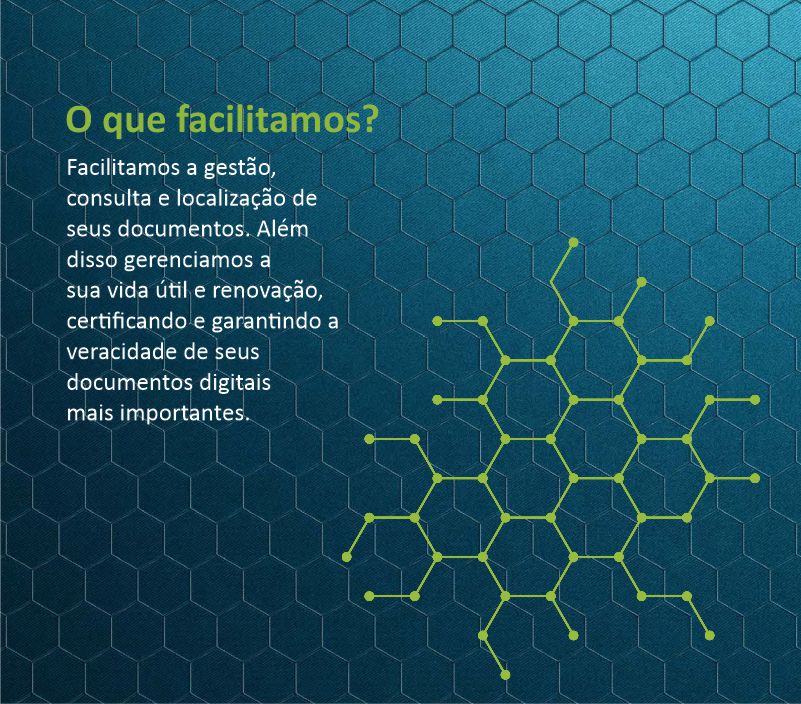 O que facilitamos?
Facilitamos a gestão,
consulta e localização de
seus documentos. Além
disso gerenciamos a
sua vida útil e renovação,
certificando e garantindo a
veracidade de seus
documentos digitais
mais importantes.